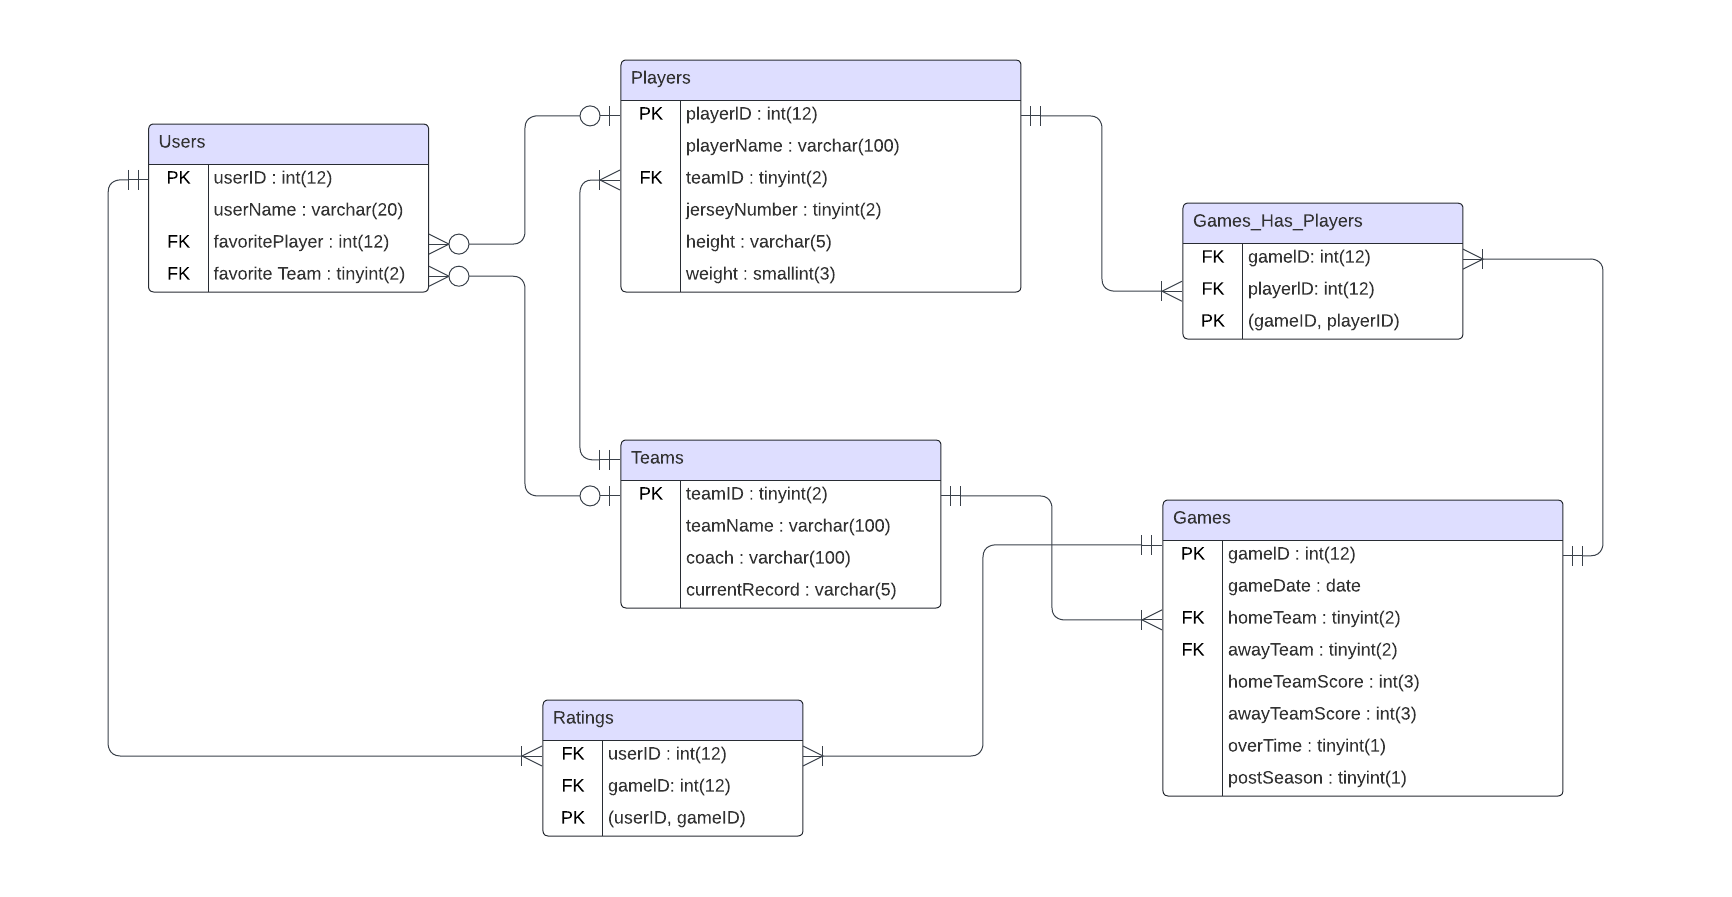 Players
PK playerID : int(12)
playerName : varchar(100)
FK teamID : tinyint(2)
jerseyNumber : tinyint(2)
height : varchar(5)
weight : smallint(3)
Users
PK userID : int(12)
userName : varchar(20)
FK favoritePlayer : int(12)
FK favorite Team : tinyint(2)
Games_Has_Players
FK gameID: int(12)
FK playerID: int(12)
PK (gameID, playerID)
Teams
PK teamID : tinyint(2)
teamName : varchar(100)
coach : varchar(100)
currentRecord : varchar(5)
Games
PK gameID : int(12)
gameDate : date
FK homeTeam : tinyint(2)
FK awayTeam : tinyint(2)
homeTeamScore : int(3)
awayTeamScore : int(3)
overTime : tinyint(1)
postSeason : tinyint(1)
Ratings
FK userID : int(12)
FK gameID: int(12)
PK (userID, gameID)